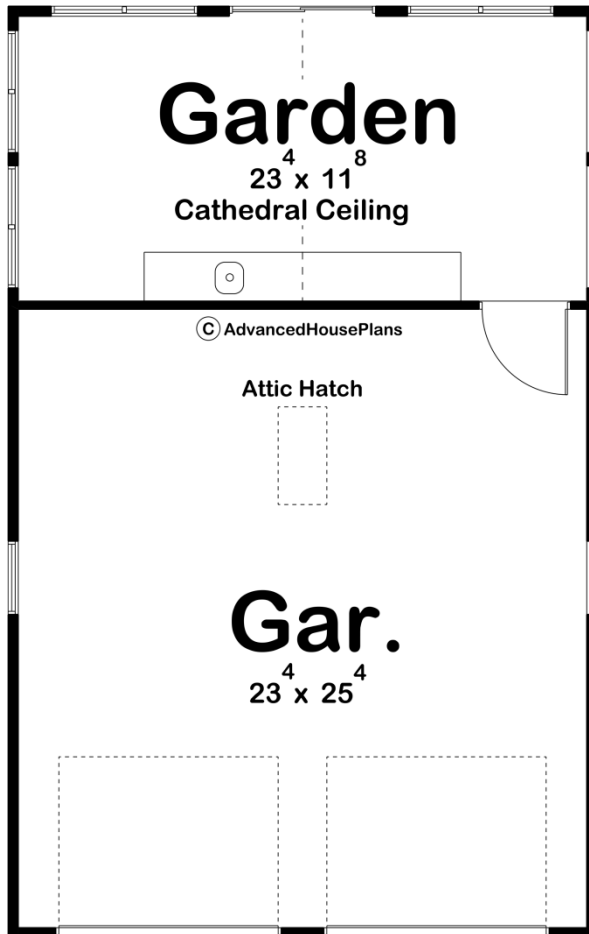 Garden
23⁴ x 11⁸
Cathedral Ceiling
© AdvancedHousePlans
Attic Hatch
Gar.
23⁴ x 25⁴